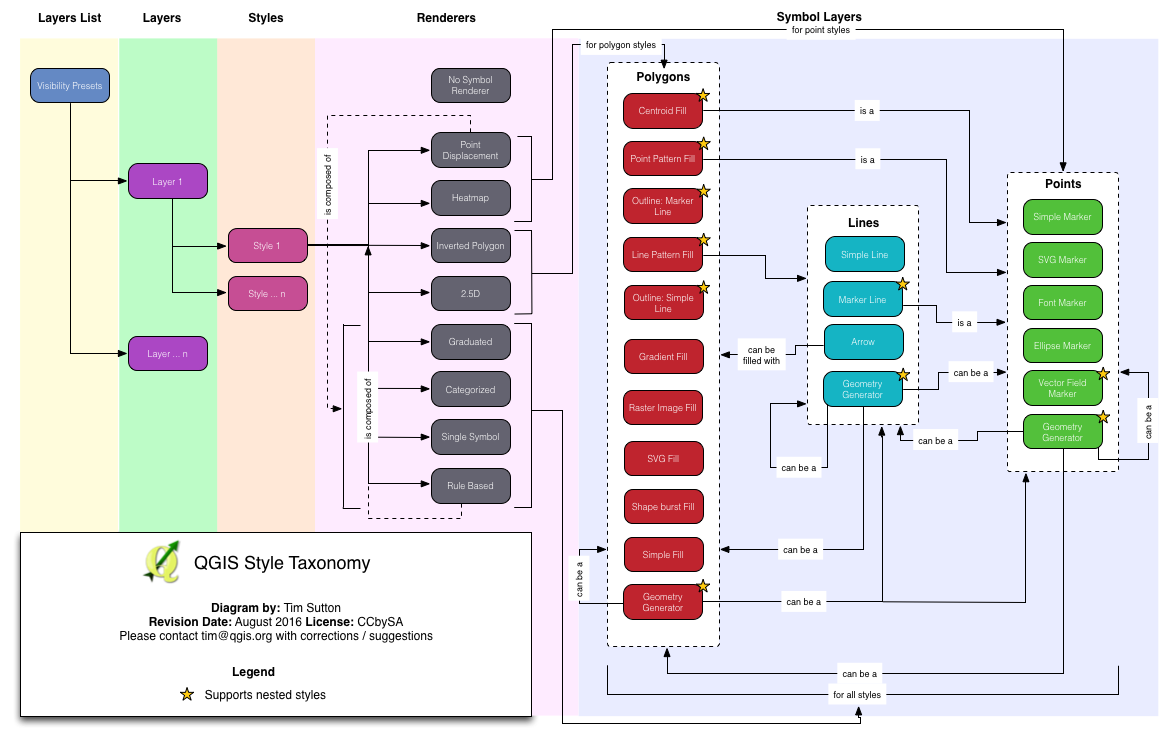 Layers List
Layers
Styles
Renderers
Symbol Layers
for point styles
for polygon styles
Visibility Presets
Layer 1
Layer ... n
Style 1
Style ... n
No Symbol
Renderer
Point
Displacement
Heatmap
Inverted Polygon
2.5D
Graduated
Categorized
Single Symbol
Rule Based
is composed of
is composed of
Polygons
Centroid Fill
Point Pattern Fill
Outline: Marker
Line
Line Pattern Fill
Outline: Simple
Line
Gradient Fill
Raster Image Fill
SVG Fill
Shape burst Fill
Simple Fill
Geometry
Generator
is a
is a
Lines
Simple Line
Marker Line
Arrow
Geometry
Generator
is a
can be
filled with
can be a
can be a
can be a
can be a
can be a
can be a
can be a
can be a
for all styles
Points
Simple Marker
SVG Marker
Font Marker
Ellipse Marker
Vector Field
Marker
Geometry
Generator
QGIS Style Taxonomy
Diagram by: Tim Sutton
Revision Date: August 2016 License: CCbySA
Please contact tim@qgis.org with corrections / suggestions
Legend
Supports nested styles